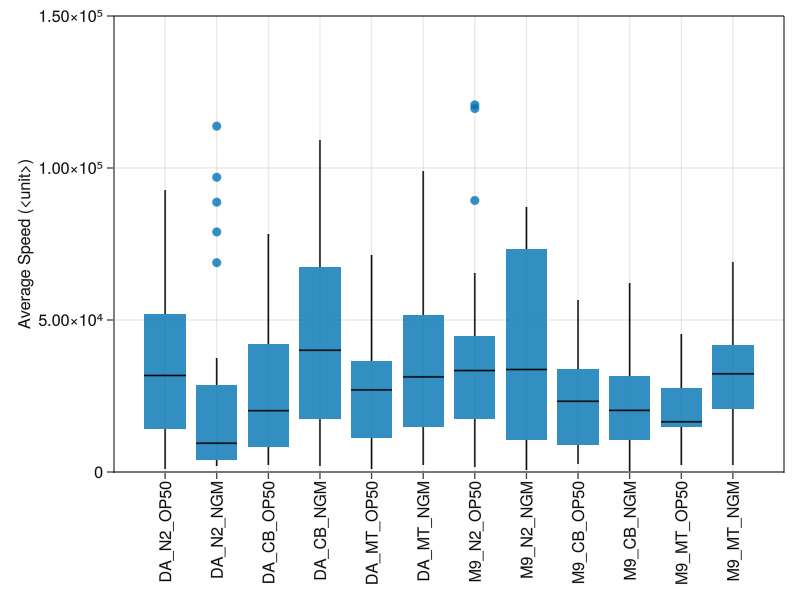 1.50×10⁵
1.00×10⁵
5.00×10⁴
0
Average Speed (<unit>)
DA_N2_OP50
DA_N2_NGM
DA_CB_OP50
DA_CB_NGM
DA_MT_OP50
DA_MT_NGM
M9_N2_OP50
M9_N2_NGM
M9_CB_OP50
M9_CB_NGM
M9_MT_OP50
M9_MT_NGM